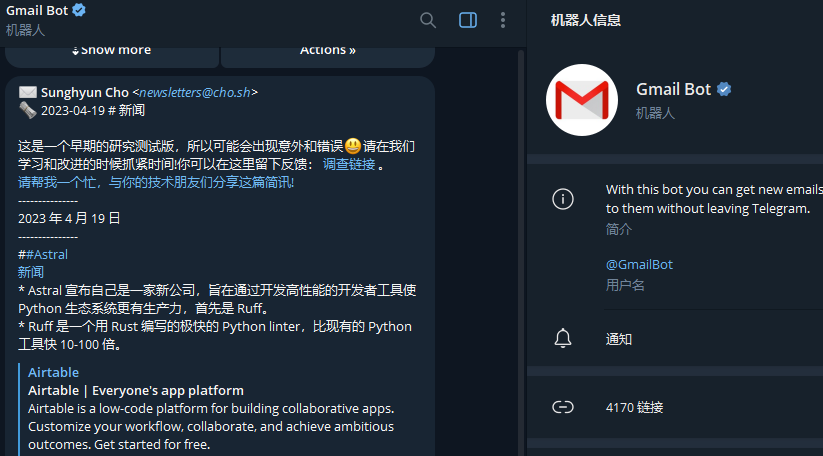 Gmail Bot
机器人
Show more
Actions »
Sunghyun Cho <newsletters@cho.sh>
2023-04-19 # 新闻
这是一个早期的研究测试版，所以可能会出现意外和错误😃请在我们
学习和改进的时候抓紧时间!你可以在这里留下反馈： 调查链接 。
请帮我一个忙，与你的技术朋友们分享这篇简讯!
---------------
2023 年 4 月 19 日
---------------
##Astral
新闻
* Astral 宣布自己是一家新公司，旨在通过开发高性能的开发者工具使
Python 生态系统更有生产力，首先是 Ruff。
* Ruff 是一个用 Rust 编写的极快的 Python linter，比现有的 Python
工具快 10-100 倍。
Airtable
Airtable | Everyone's app platform
Airtable is a low-code platform for building collaborative apps.
Customize your workflow, collaborate, and achieve ambitious
outcomes. Get started for free.
机器人信息
Gmail Bot
机器人
With this bot you can get new emails
to them without leaving Telegram.
简介
@GmailBot
用户名
通知
4170 链接